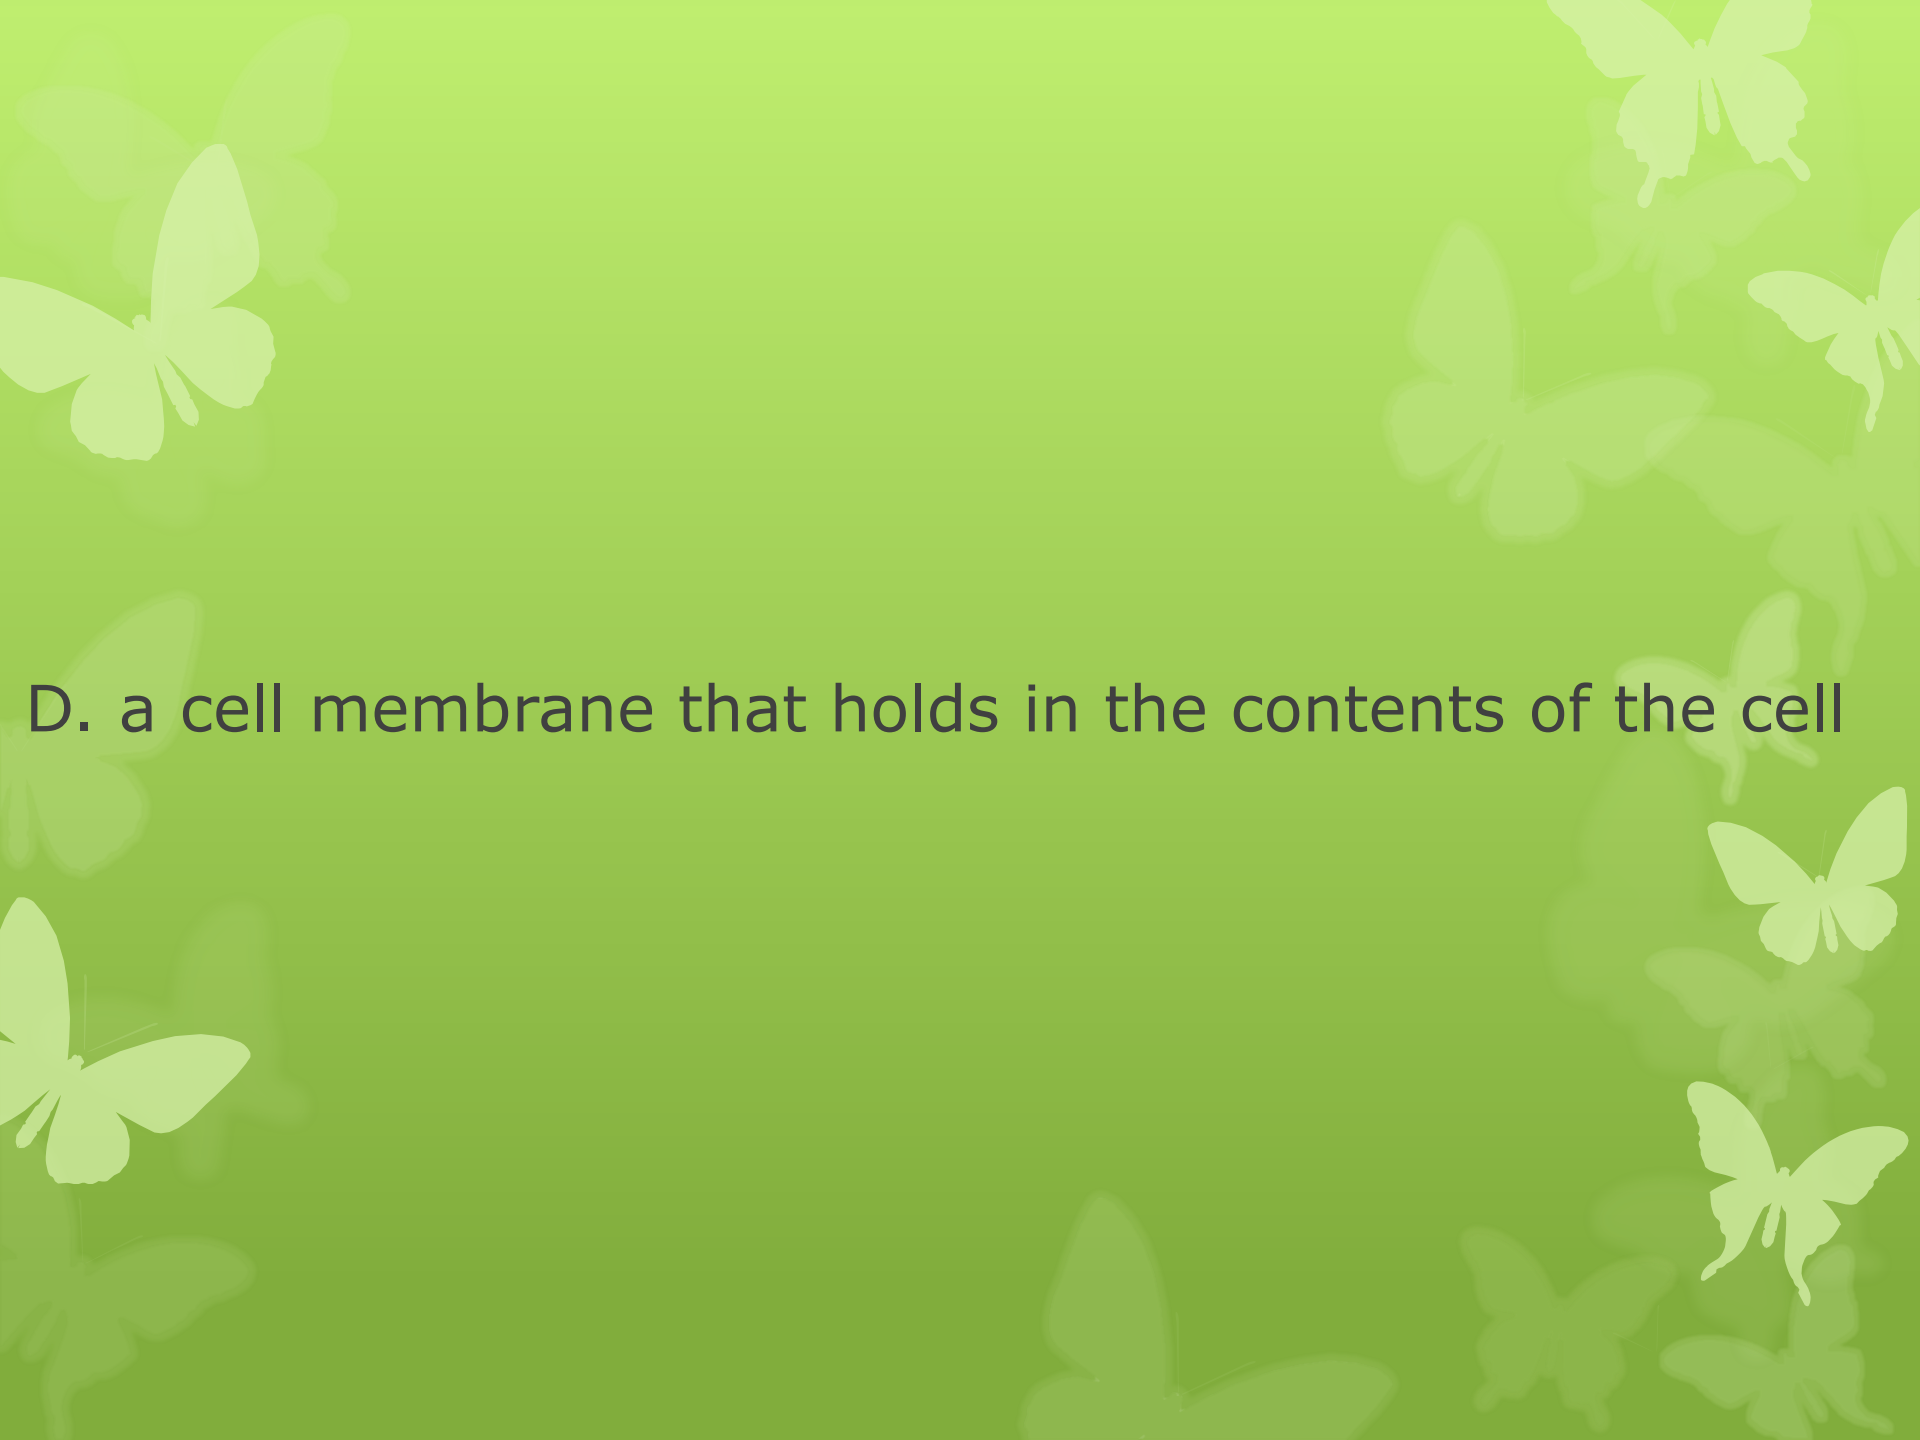 D. a cell membrane that holds in the contents of the cell